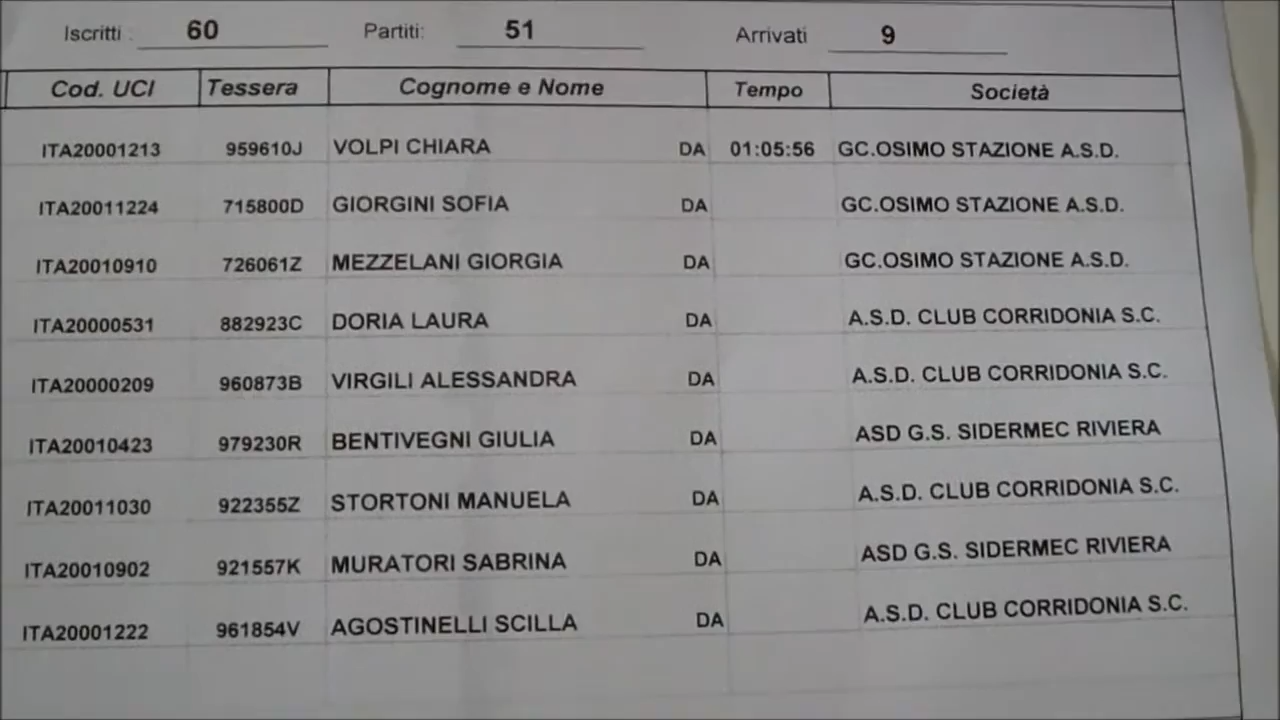 Iscritti : 60 Partiti: 51 Arrivati 9
Cod. UCI Tessera Cognome e Nome Tempo Società
ITA20001213 959610J VOLPI CHIARA DA 01:05:56 GC.OSIMO STAZIONE A.S.D.
ITA20011224 715800D GIORGINI SOFIA DA GC.OSIMO STAZIONE A.S.D.
ITA20010910 726061Z MEZZELANI GIORGIA DA GC.OSIMO STAZIONE A.S.D.
ITA20000531 882923C DORIA LAURA DA A.S.D. CLUB CORRIDONIA S.C.
ITA20000209 960873B VIRGILI ALESSANDRA DA A.S.D. CLUB CORRIDONIA S.C.
ITA20010423 979230R BENTIVEGNI GIULIA DA ASD G.S. SIDERMEC RIVIERA
ITA20011030 922355Z STORTONI MANUELA DA A.S.D. CLUB CORRIDONIA S.C.
ITA20010902 921557K MURATORI SABRINA DA ASD G.S. SIDERMEC RIVIERA
ITA20001222 961854V AGOSTINELLI SCILLA DA A.S.D. CLUB CORRIDONIA S.C.